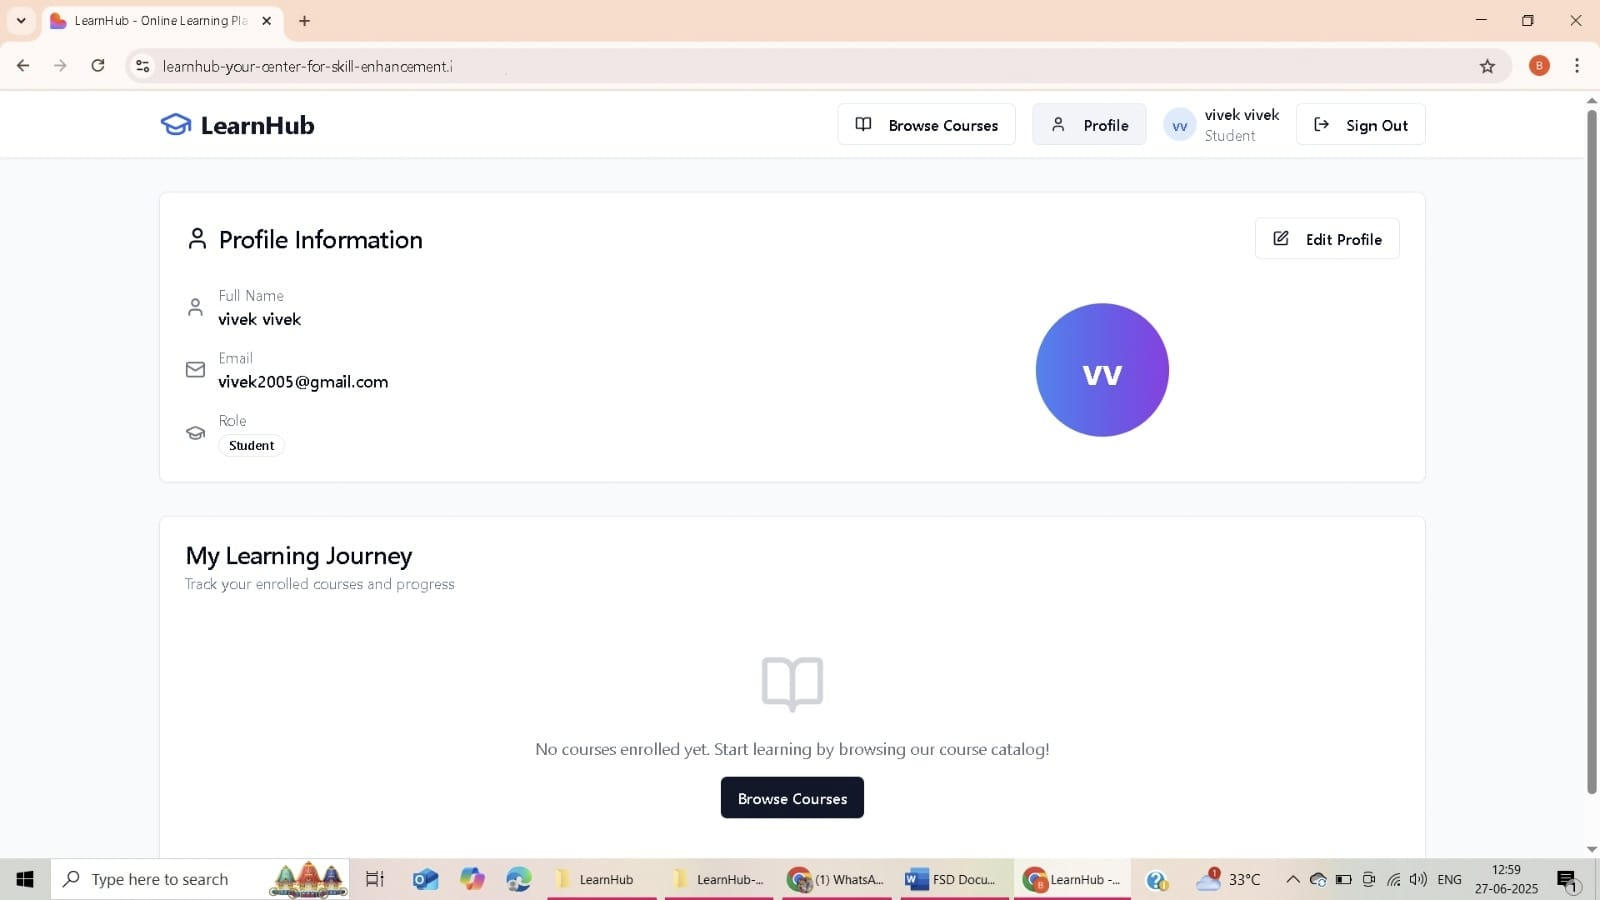 LearnHub - Online Learning Pla
learnhub-your-center-for-skill-enhancement.i
B
LearnHub
Browse Courses
Profile
vv
vivek vivek
Student
Sign Out
Profile Information
Edit Profile
Full Name
vivek vivek
Email
vivek2005@gmail.com
Role
Student
vv
My Learning Journey
Track your enrolled courses and progress
No courses enrolled yet. Start learning by browsing our course catalog!
Browse Courses
Type here to search
LearnHub
LearnHub-...
(1) WhatsA...
FSD Docu...
B
LearnHub -...
1
33°C
ENG
12:59
27-06-2025
1